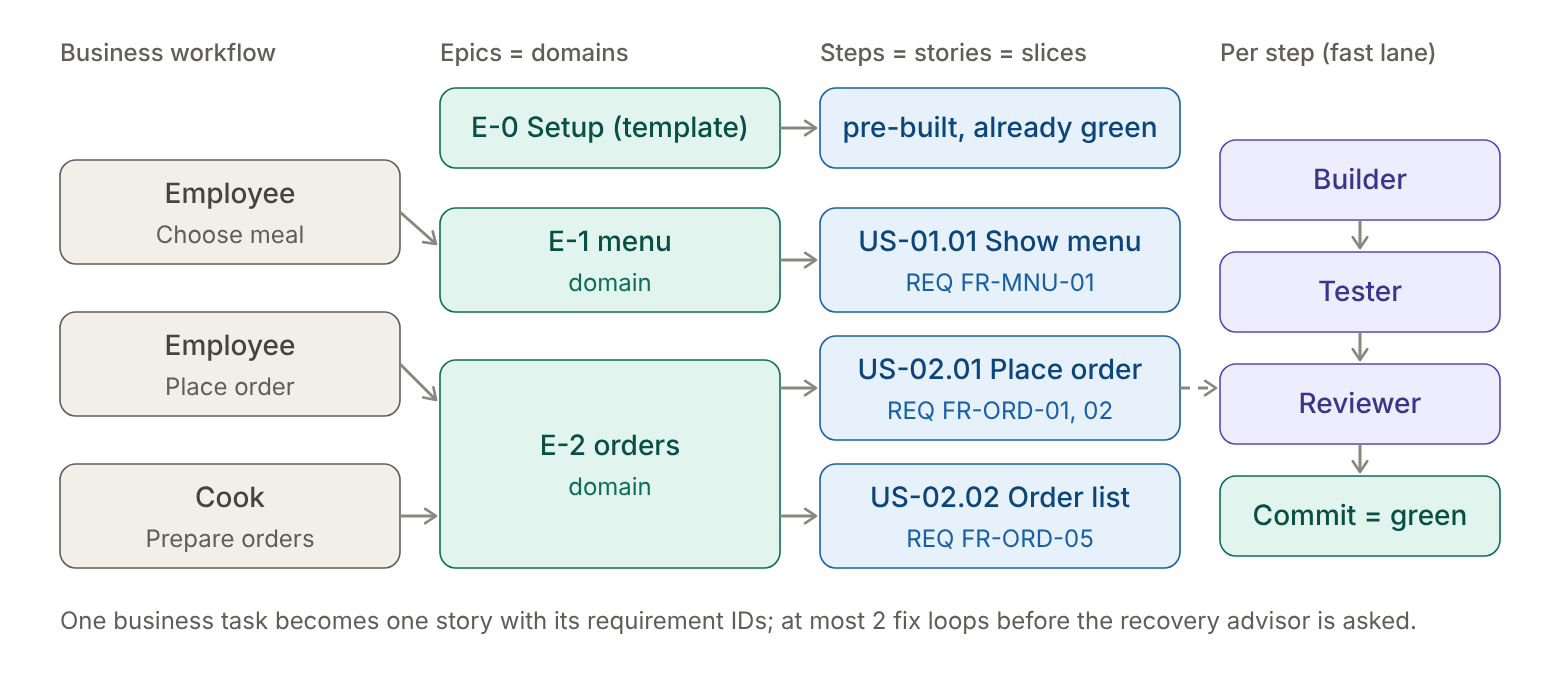 Business workflow
Epics = domains
Steps = stories = slices
Per step (fast lane)
E-0 Setup (template)
pre-built, already green
Employee
Choose meal
E-1 menu
domain
US-01.01 Show menu
REQ FR-MNU-01
Employee
Place order
E-2 orders
domain
US-02.01 Place order
REQ FR-ORD-01, 02
Cook
Prepare orders
US-02.02 Order list
REQ FR-ORD-05
Builder
Tester
Reviewer
Commit = green
One business task becomes one story with its requirement IDs; at most 2 fix loops before the recovery advisor is asked.